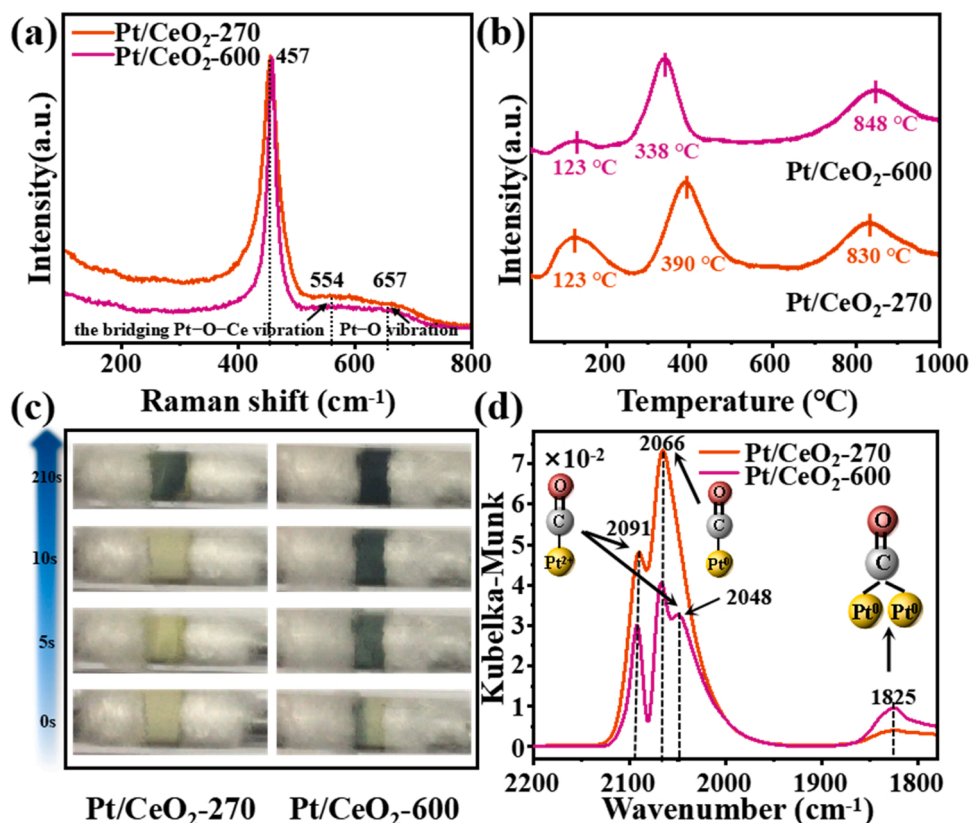 (a)
Pt/CeO₂-270
Pt/CeO₂-600
457
554
657
the bridging Pt−O−Ce vibration
Pt−O vibration
Intensity(a.u.)
200
400
600
800
Raman shift (cm⁻¹)
(b)
123 °C
338 °C
848 °C
Pt/CeO₂-600
123 °C
390 °C
830 °C
Pt/CeO₂-270
Intensity(a.u.)
200
400
600
800
1000
Temperature (°C)
(c)
210s
10s
5s
0s
Pt/CeO₂-270
Pt/CeO₂-600
(d)
×10⁻²
2066
Pt/CeO₂-270
Pt/CeO₂-600
O
C
Pt²⁺
2091
O
C
Pt⁰
2048
O
C
Pt⁰
Pt⁰
1825
Kubelka-Munk
7
6
5
4
3
2
1
0
2200
2100
2000
1900
1800
Wavenumber (cm⁻¹)